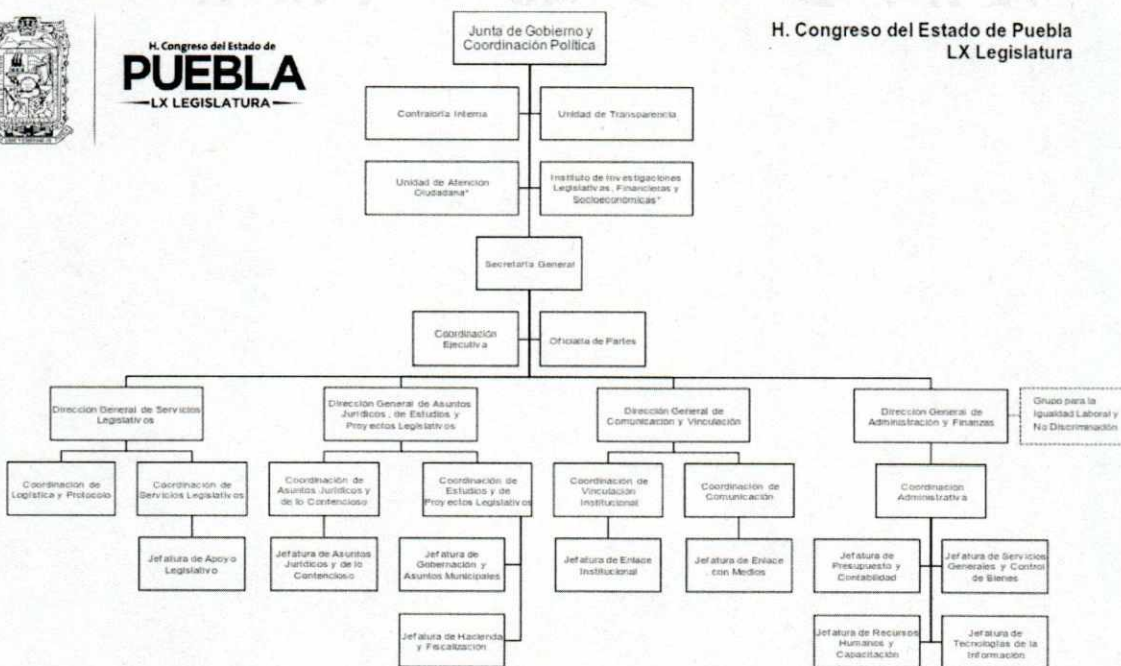 H. Congreso del Estado de
PUEBLA
LX LEGISLATURA
H. Congreso del Estado de Puebla
LX Legislatura
Junta de Gobierno y
Coordinación Política
Contraloría Interna
Unidad de Transparencia
Unidad de Atención
Ciudadana*
Instituto de Investigaciones
Legislativas, Financieras y
Socioeconómicas*
Secretaría General
Coordinación
Ejecutiva
Oficialía de Partes
Dirección General de Servicios
Legislativos
Dirección General de Asuntos
Jurídicos, de Estudios y
Proyectos Legislativos
Dirección General de
Comunicación y Vinculación
Dirección General de
Administración y Finanzas
Grupo para la
Igualdad Laboral y
No Discriminación
Coordinación de
Logística y Protocolo
Coordinación de
Servicios Legislativos
Coordinación de
Asuntos Jurídicos y
de lo Contencioso
Coordinación de
Estudios y de
Proyectos Legislativos
Coordinación de
Vinculación
Institucional
Coordinación de
Comunicación
Coordinación
Administrativa
Jefatura de Apoyo
Legislativo
Jefatura de Asuntos
Jurídicos y de lo
Contencioso
Jefatura de
Gobernación y
Asuntos Municipales
Jefatura de Enlace
Institucional
Jefatura de Enlace
con Medios
Jefatura de
Presupuesto y
Contabilidad
Jefatura de Servicios
Generales y Control
de Bienes
Jefatura de Hacienda
y Fiscalización
Jefatura de Recursos
Humanos y
Capacitación
Jefatura de
Tecnologías de la
Información